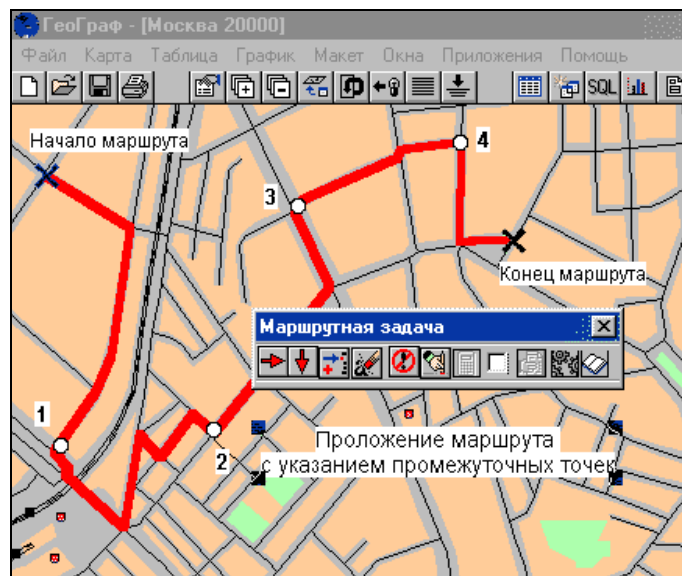 ГеоГраф - [Москва 20000]
Файл Карта Таблица График Макет Окна Приложения Помощь
SQL
Начало маршрута
4
3
Конец маршрута
Маршрутная задача
1
2
Проложение маршрута
с указанием промежуточных точек